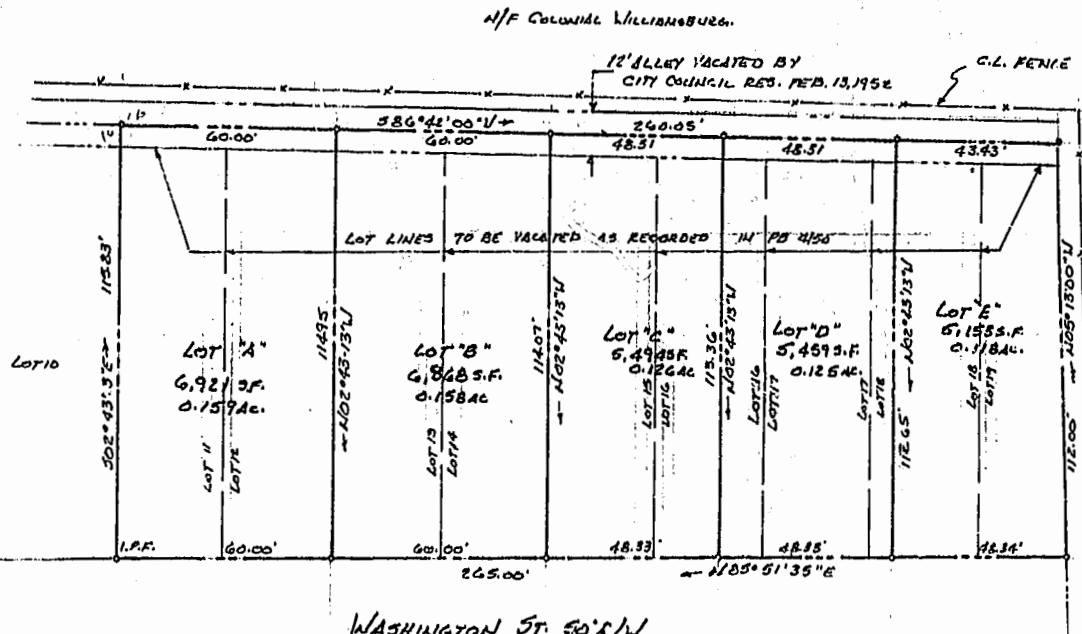 N/F COLONIAL WILLIAMSBURG.
12' ALLEY VACATED BY
CITY COUNCIL RES. FEB. 13, 1952
C.L. FENCE
S86°42'00"W
260.05'
60.00'
60.00'
48.51
48.51
43.43'
LOT LINES TO BE VACATED AS RECORDED IN PB 4/50
LOT 10
S02°43'13"E
115.83'
LOT "A"
6,921 S.F.
0.159 AC.
LOT 11
LOT 12
N02°43'13"W
114.95
LOT "B"
6,868 S.F.
0.158 AC
LOT 13
LOT 14
N02°43'13"W
114.07'
LOT "C"
5,494 S.F.
0.126 AC
LOT 15
LOT 16
N02°43'13"W
113.36'
LOT "D"
5,459 S.F.
0.125 AC.
LOT 16
LOT 17
LOT 17
LOT 18
N02°43'13"W
112.65'
LOT "E"
5,155 S.F.
0.118 AC.
LOT 18
LOT 19
N05°13'00"W
112.00'
I.P.F.
60.00'
60.00'
48.33'
48.33'
48.34'
265.00'
N85°51'35"E
WASHINGTON ST. 50' R/W